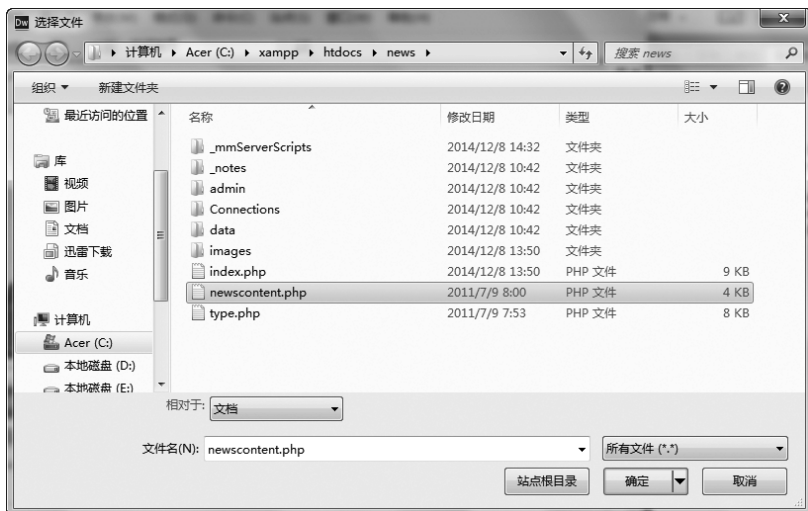 Dw 选择文件
计算机 Acer (C:) xampp htdocs news 搜索 news
组织 新建文件夹
最近访问的位置
库
视频
图片
文档
迅雷下载
音乐
计算机
Acer (C:)
本地磁盘 (D:)
本地磁盘 (E:)
名称 修改日期 类型 大小
_mmServerScripts 2014/12/8 14:32 文件夹
_notes 2014/12/8 10:42 文件夹
admin 2014/12/8 10:42 文件夹
Connections 2014/12/8 10:42 文件夹
data 2014/12/8 10:42 文件夹
images 2014/12/8 13:50 文件夹
index.php 2014/12/8 13:50 PHP 文件 9 KB
newscontent.php 2011/7/9 8:00 PHP 文件 4 KB
type.php 2011/7/9 7:53 PHP 文件 8 KB
相对于: 文档
文件名(N): newscontent.php 所有文件 (*.*)
站点根目录 确定 取消